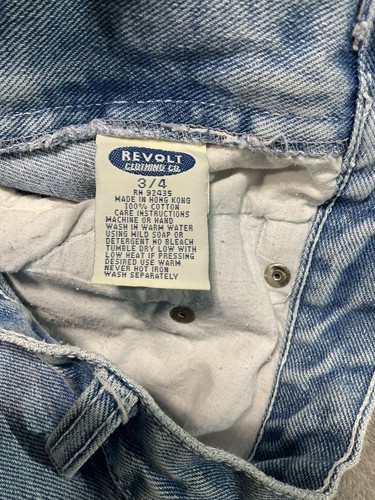 REVOLT
CLOTHING CO.
3/4
RN 92435
MADE IN HONG KONG
100% COTTON
CARE INSTRUCTIONS
MACHINE OR HAND
WASH IN WARM WATER
USING MILD SOAP OR
DETERGENT NO BLEACH
TUMBLE DRY LOW WITH
LOW HEAT IF PRESSING
DESIRED USE WARM
NEVER HOT IRON
WASH SEPARATELY